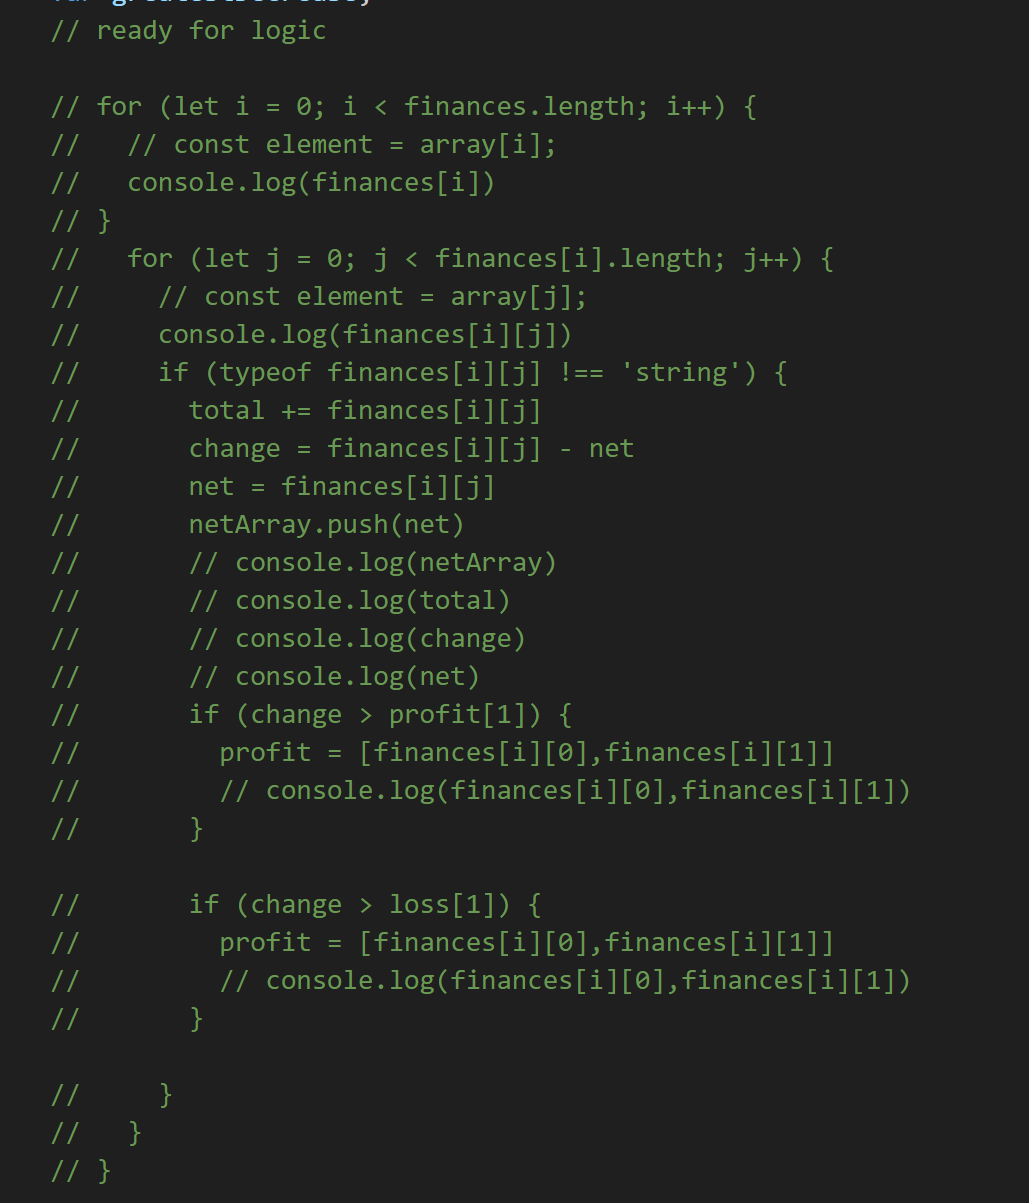 // ready for logic
// for (let i = 0; i < finances.length; i++) {
//   // const element = array[i];
//   console.log(finances[i])
// }
//   for (let j = 0; j < finances[i].length; j++) {
//     // const element = array[j];
//     console.log(finances[i][j])
//     if (typeof finances[i][j] !== 'string') {
//       total += finances[i][j]
//       change = finances[i][j] - net
//       net = finances[i][j]
//       netArray.push(net)
//       // console.log(netArray)
//       // console.log(total)
//       // console.log(change)
//       // console.log(net)
//       if (change > profit[1]) {
//         profit = [finances[i][0],finances[i][1]]
//         // console.log(finances[i][0],finances[i][1])
//       }
//       if (change > loss[1]) {
//         profit = [finances[i][0],finances[i][1]]
//         // console.log(finances[i][0],finances[i][1])
//       }
//     }
//   }
// }